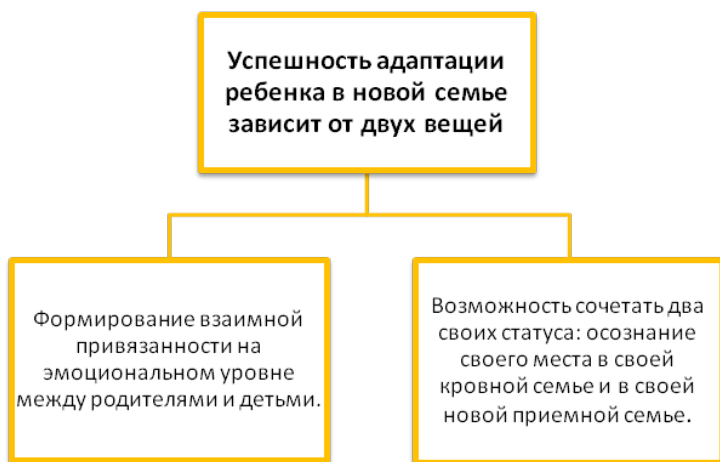 Успешность адаптации
ребенка в новой семье
зависит от двух вещей
Формирование взаимной
привязанности на
эмоциональном уровне
между родителями и детьми.
Возможность сочетать два
своих статуса: осознание
своего места в своей
кровной семье и в своей
новой приемной семье.